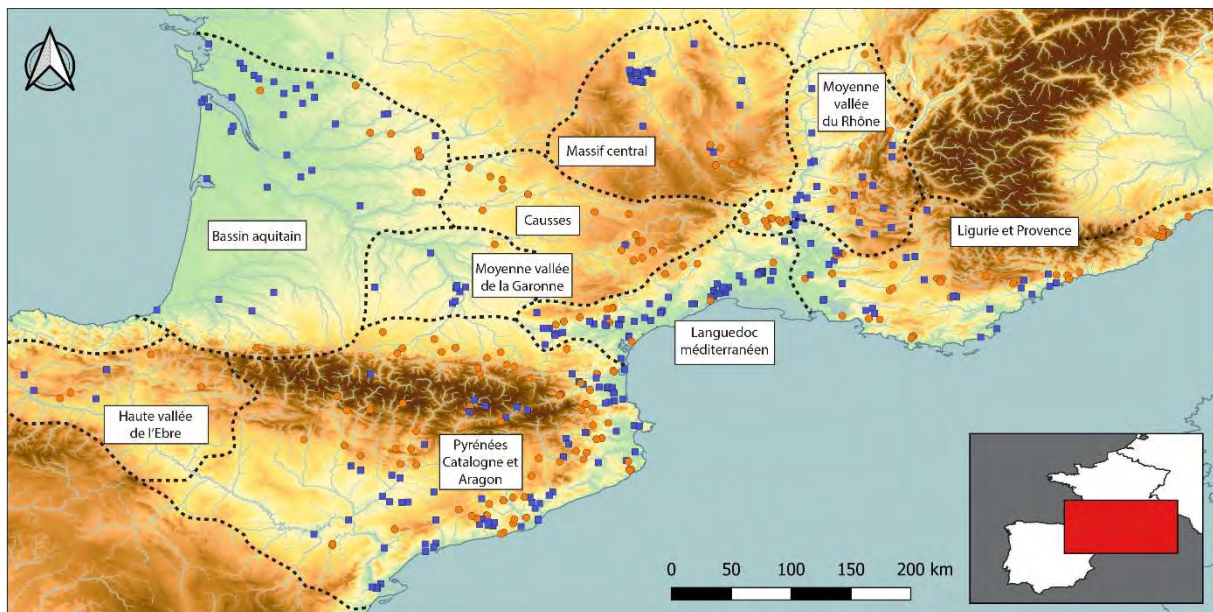 Moyenne
vallée
du Rhône
Massif central
Causses
Ligurie et Provence
Bassin aquitain
Moyenne vallée
de la Garonne
Languedoc
méditerranéen
Haute vallée
de l'Ebre
Pyrénées
Catalogne et
Aragon
0 50 100 150 200 km